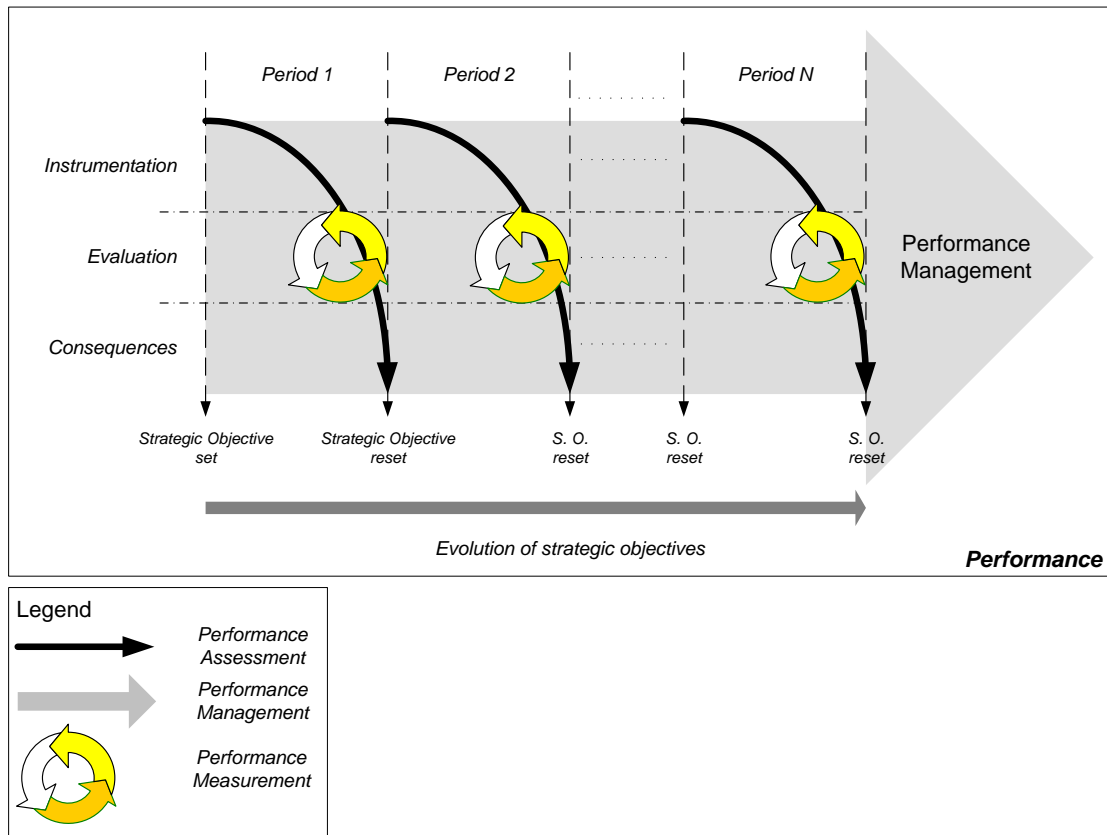 Period 1
Period 2
Period N
Instrumentation
Evaluation
Consequences
Performance
Management
Strategic Objective
set
Strategic Objective
reset
S. O.
reset
S. O.
reset
S. O.
reset
Evolution of strategic objectives
Performance
Legend
Performance
Assessment
Performance
Management
Performance
Measurement